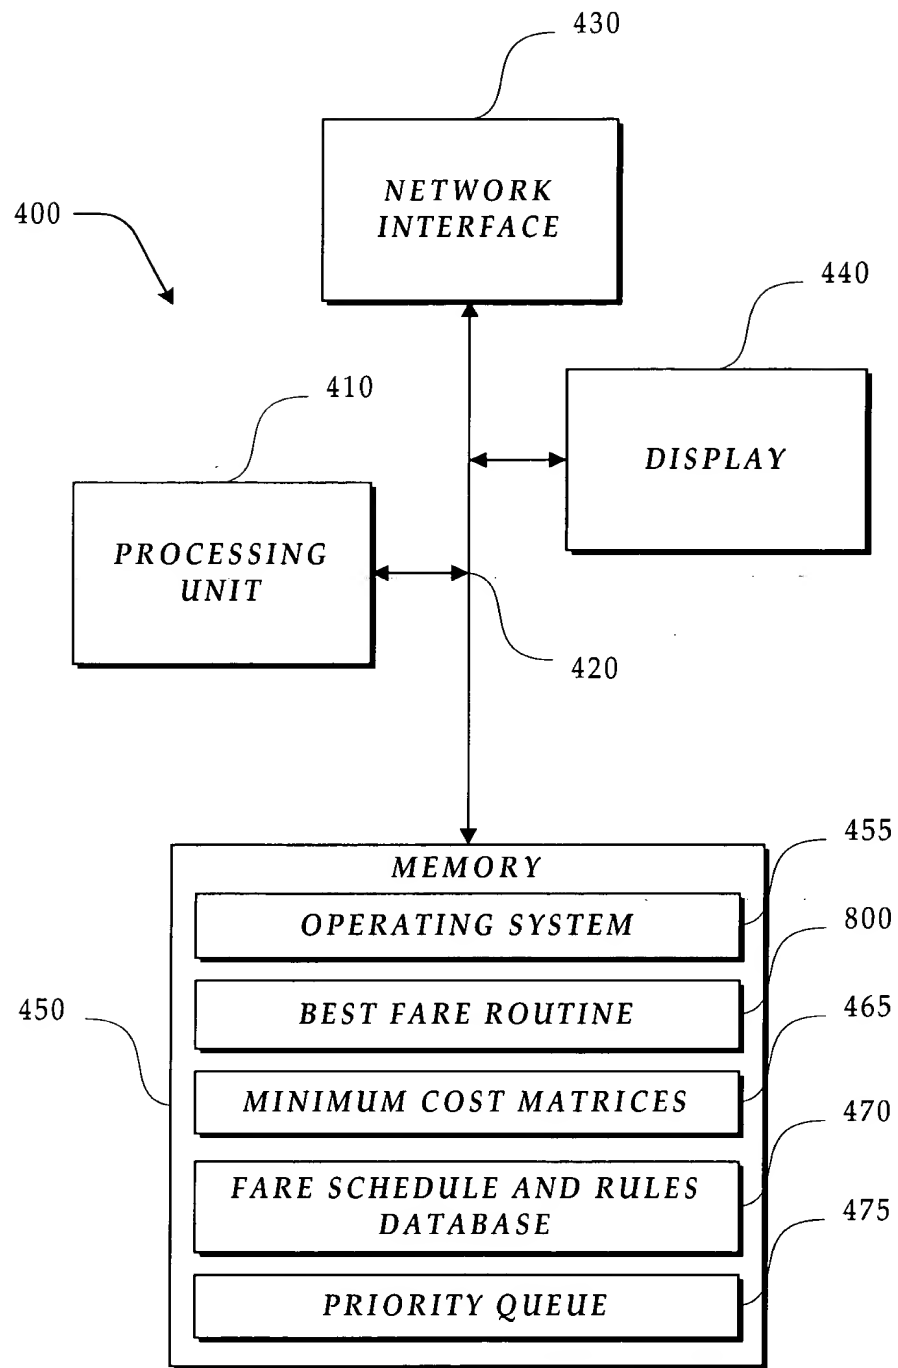 430
NETWORK
INTERFACE
400
440
410
DISPLAY
PROCESSING
UNIT
420
MEMORY
455
OPERATING SYSTEM
800
BEST FARE ROUTINE
450
465
MINIMUM COST MATRICES
470
FARE SCHEDULE AND RULES
DATABASE
475
PRIORITY QUEUE